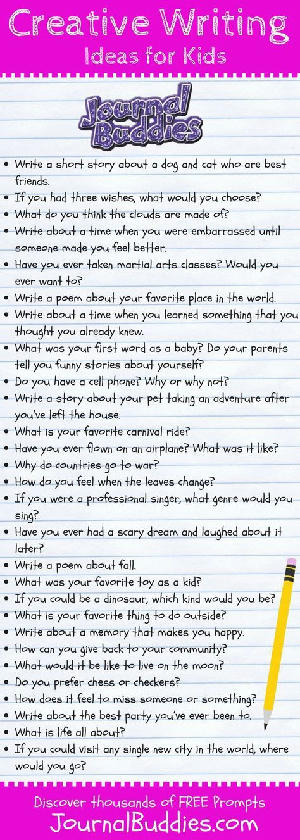 Creative Writing
Ideas for Kids
Journal
Buddies
• Write a short story about a dog and cat who are best
friends.
• If you had three wishes, what would you choose?
• What do you think the clouds are made of?
• Write about a time when you were embarrassed until
someone made you feel better.
• Have you ever taken martial arts classes? Would you
ever want to?
• Write a poem about your favorite place in the world.
• Write about a time when you learned something that you
thought you already knew.
• What was your first word as a baby? Do your parents
tell you funny stories about yourself?
• Do you have a cell phone? Why or why not?
• Write a story about your pet taking an adventure after
you've left the house.
• What is your favorite carnival ride?
• Have you ever flown on an airplane? What was it like?
• Why do countries go to war?
• How do you feel when the leaves change?
• If you were a professional singer, what genre would you
sing?
• Have you ever had a scary dream and laughed about it
later?
• Write a poem about fall.
• What was your favorite toy as a kid?
• If you could be a dinosaur, which kind would you be?
• What is your favorite thing to do outside?
• Write about a memory that makes you happy.
• How can you give back to your community?
• What would it be like to live on the moon?
• Do you prefer chess or checkers?
• How does it feel to miss someone or something?
• Write about the best party you've ever been to.
• What is life all about?
• If you could visit any single new city in the world, where
would you go?
Discover thousands of FREE Prompts
JournalBuddies.com